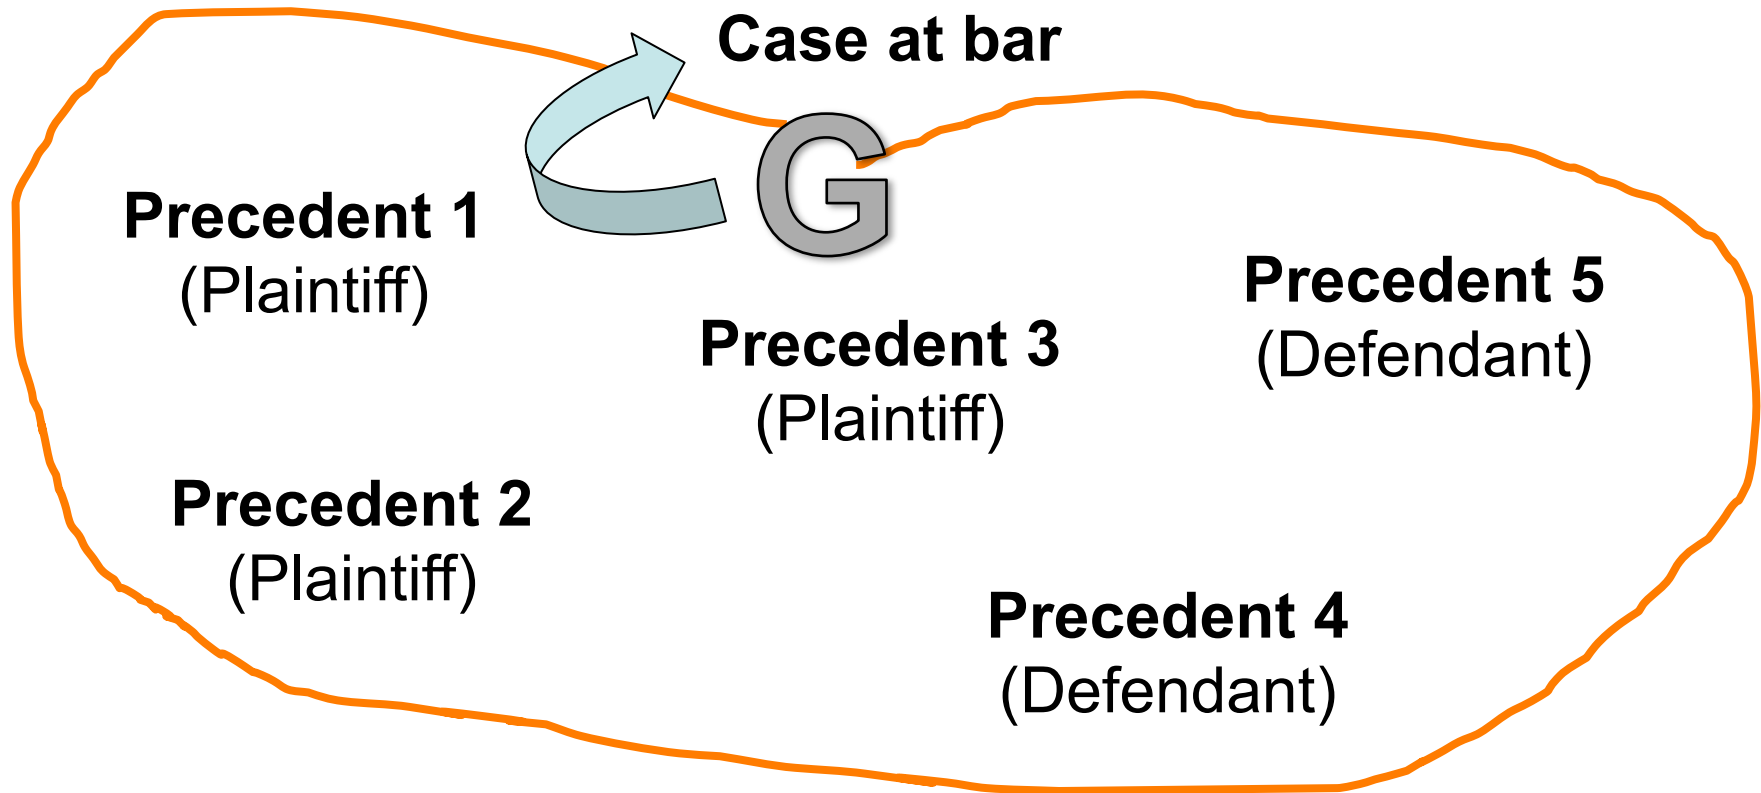 Case at bar
G
Precedent 1
(Plaintiff)
Precedent 5
(Defendant)
Precedent 3
(Plaintiff)
Precedent 2
(Plaintiff)
Precedent 4
(Defendant)